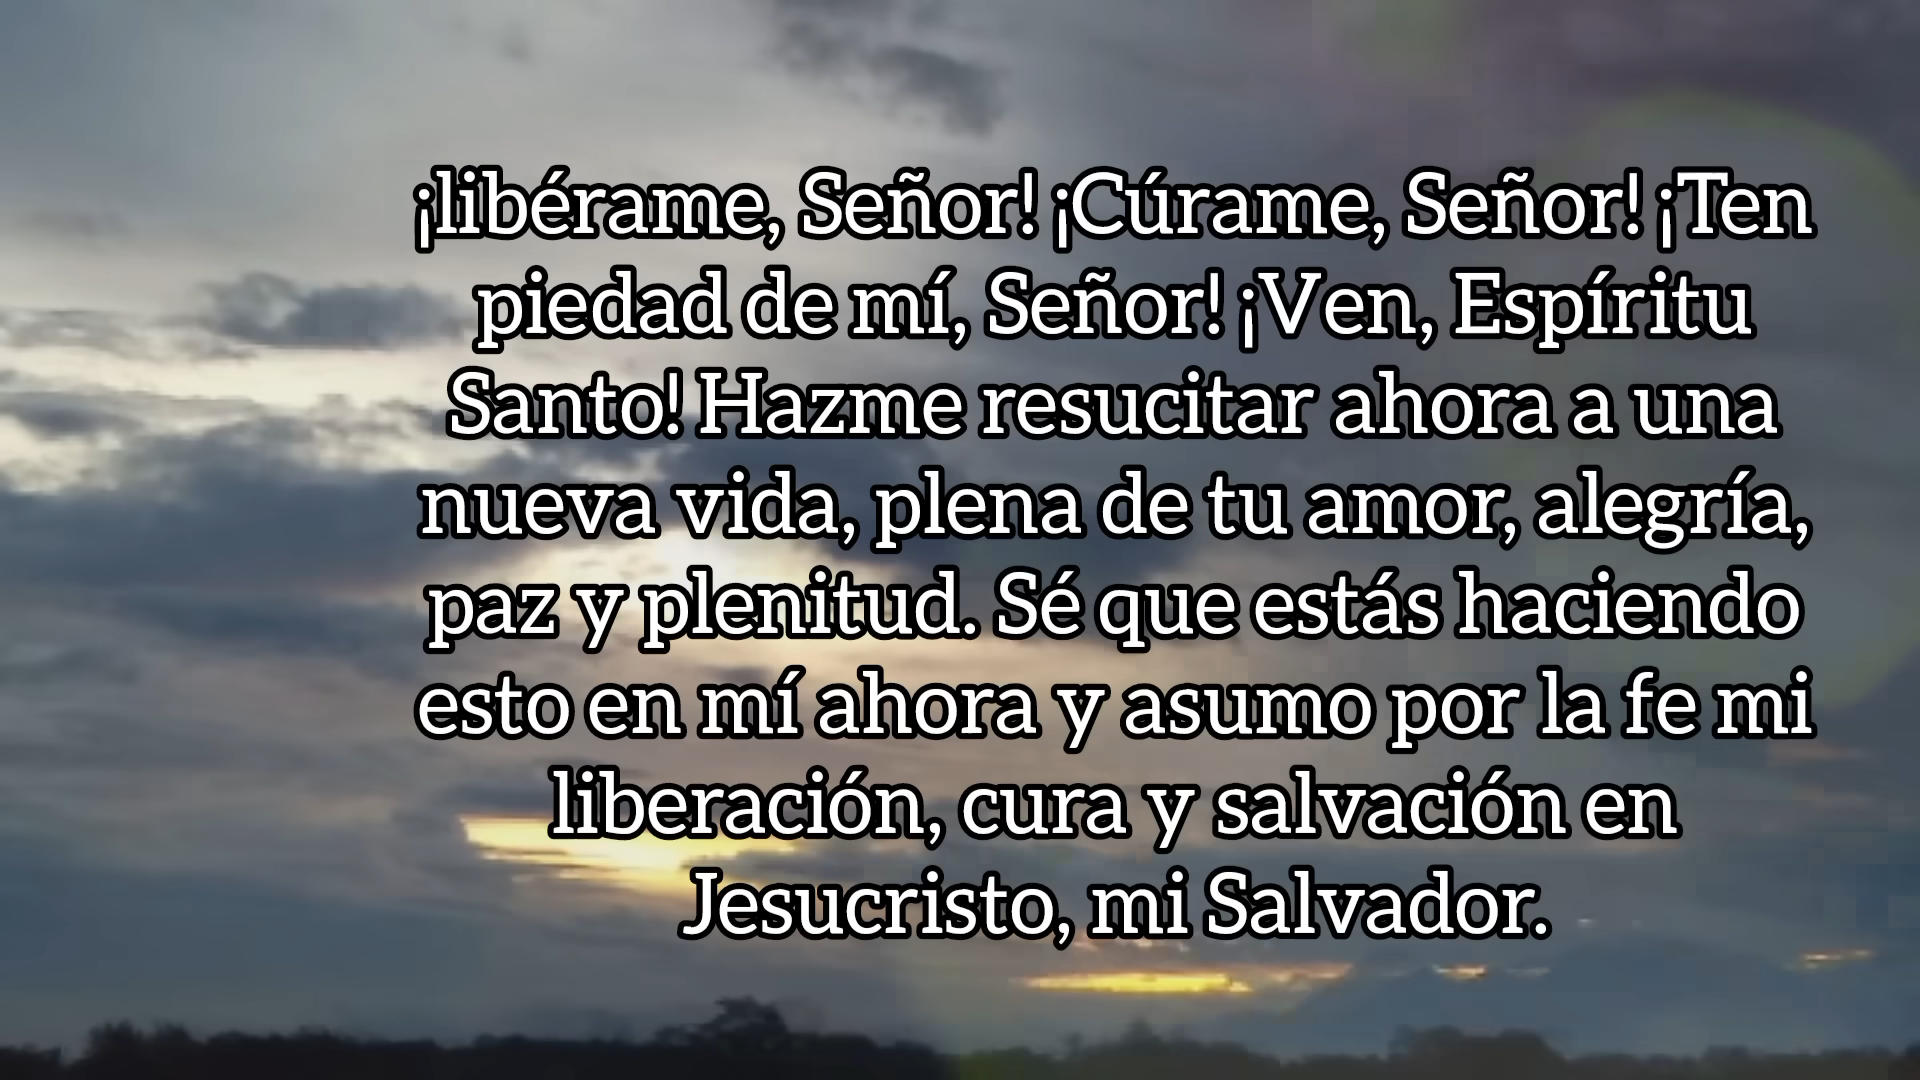 ¡libérame, Señor! ¡Cúrame, Señor! ¡Ten
piedad de mí, Señor! ¡Ven, Espíritu
Santo! Hazme resucitar ahora a una
nueva vida, plena de tu amor, alegría,
paz y plenitud. Sé que estás haciendo
esto en mí ahora y asumo por la fe mi
liberación, cura y salvación en
Jesucristo, mi Salvador.